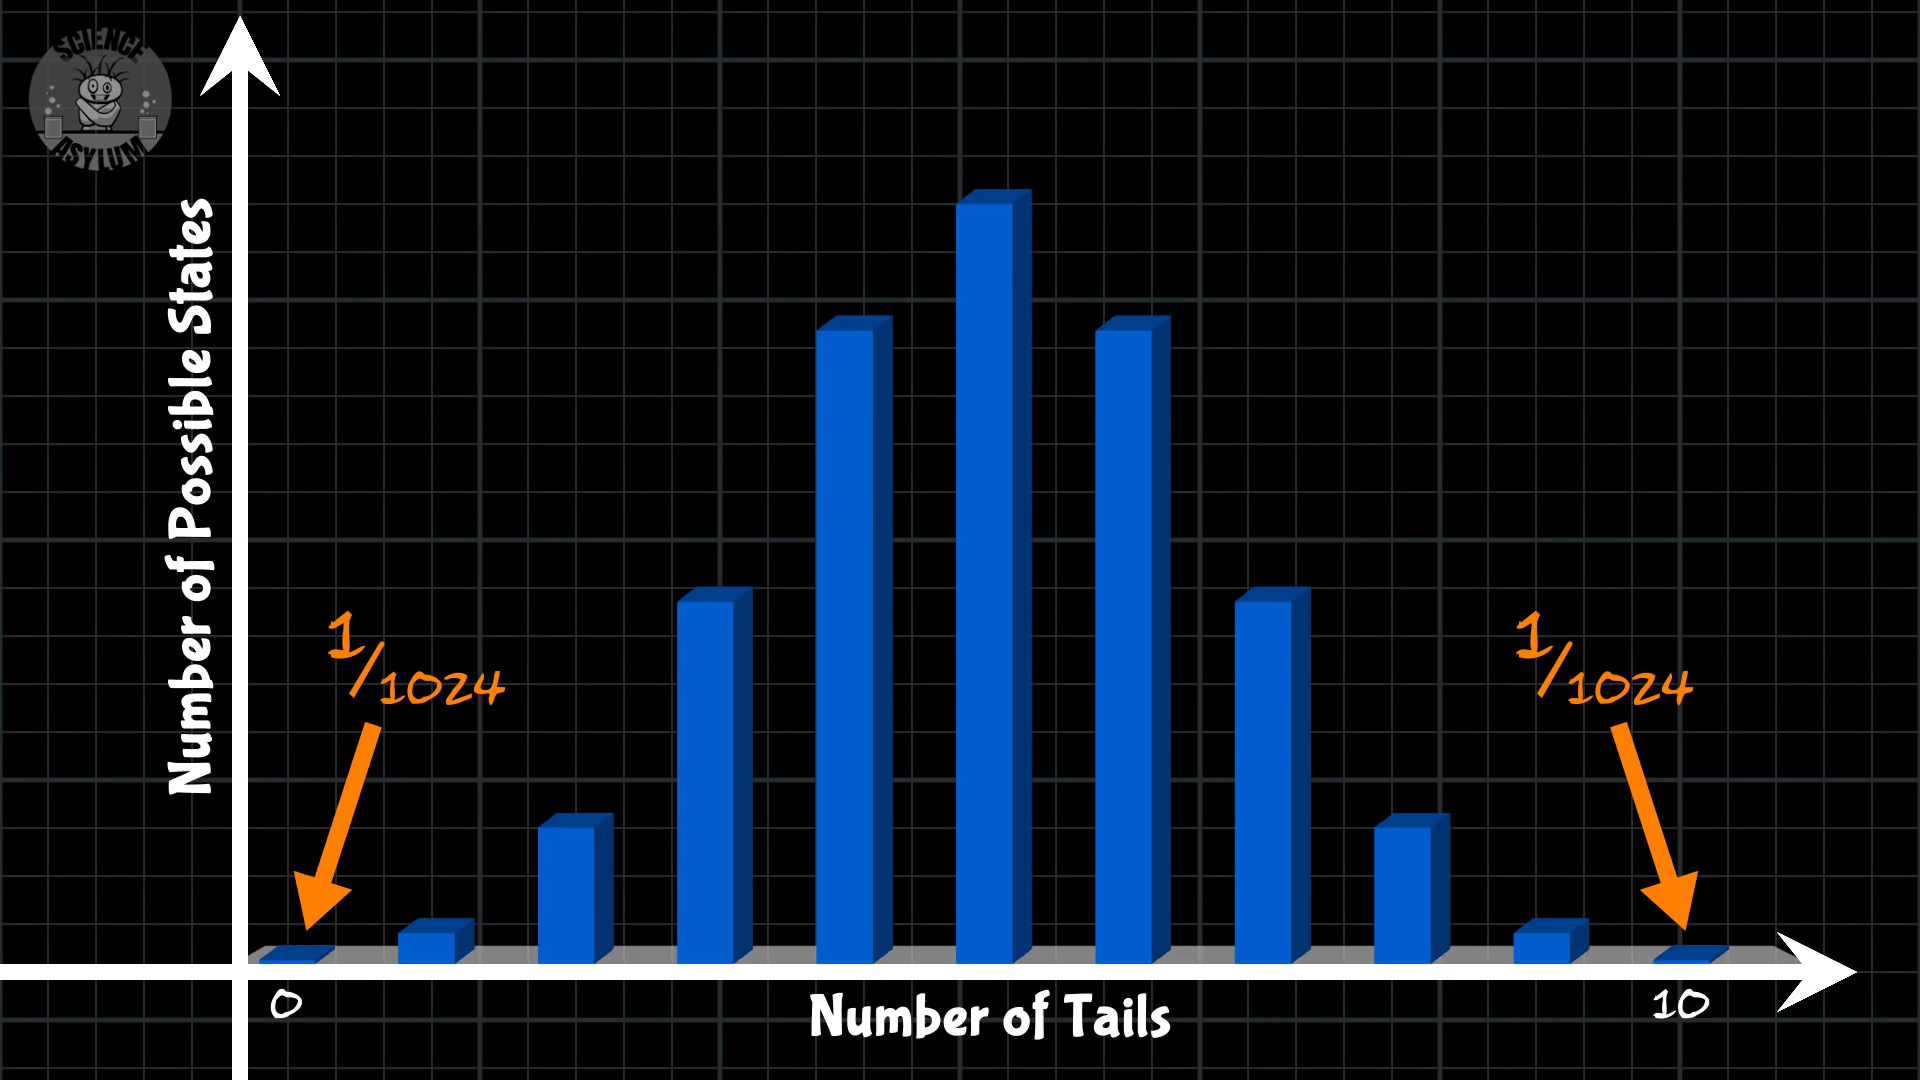 SCIENCE
ASYLUM
Number of Possible States
1/1024
1/1024
0
10
Number of Tails